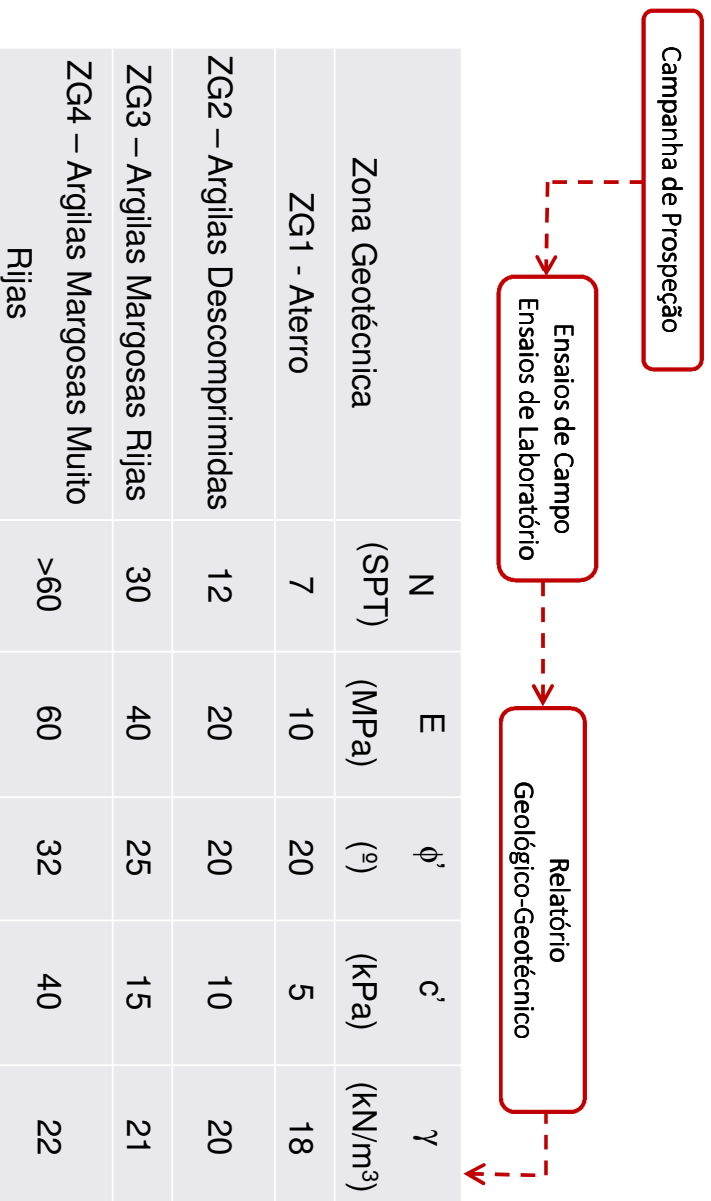 Campanha de Prospeção
Ensaios de Campo
Ensaios de Laboratório
Relatório
Geológico-Geotécnico
Zona Geotécnica
N
(SPT)
E
(MPa)
ϕ’
(º)
c’
(kPa)
γ
(kN/m³)
ZG1 - Aterro 7 10 20 5 18
ZG2 – Argilas Descomprimidas 12 20 20 10 20
ZG3 – Argilas Margosas Rijas 30 40 25 15 21
ZG4 – Argilas Margosas Muito
Rijas
>60 60 32 40 22